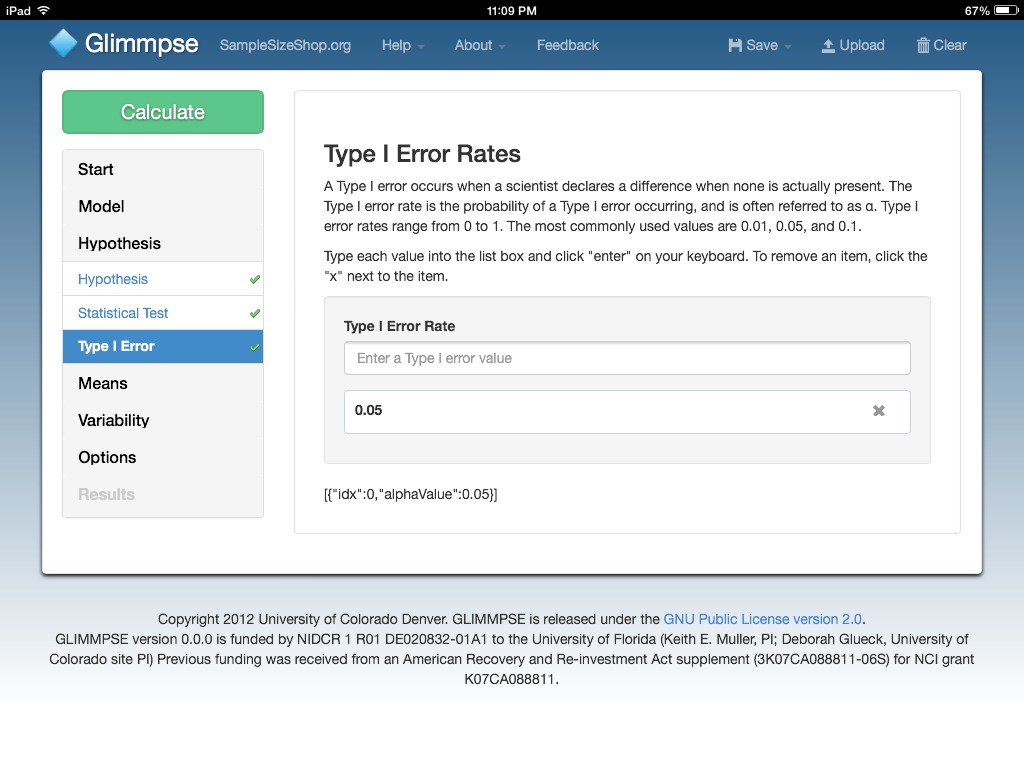 iPad 11:09 PM 67%
Glimmpse SampleSizeShop.org Help About Feedback Save Upload Clear
Calculate
Start
Model
Hypothesis
Hypothesis
Statistical Test
Type I Error
Means
Variability
Options
Results
Type I Error Rates
A Type I error occurs when a scientist declares a difference when none is actually present. The
Type I error rate is the probability of a Type I error occurring, and is often referred to as α. Type I
error rates range from 0 to 1. The most commonly used values are 0.01, 0.05, and 0.1.
Type each value into the list box and click "enter" on your keyboard. To remove an item, click the
"x" next to the item.
Type I Error Rate
Enter a Type I error value
0.05
[{"idx":0,"alphaValue":0.05}]
Copyright 2012 University of Colorado Denver. GLIMMPSE is released under the GNU Public License version 2.0.
GLIMMPSE version 0.0.0 is funded by NIDCR 1 R01 DE020832-01A1 to the University of Florida (Keith E. Muller, PI; Deborah Glueck, University of
Colorado site PI) Previous funding was received from an American Recovery and Re-investment Act supplement (3K07CA088811-06S) for NCI grant
K07CA088811.